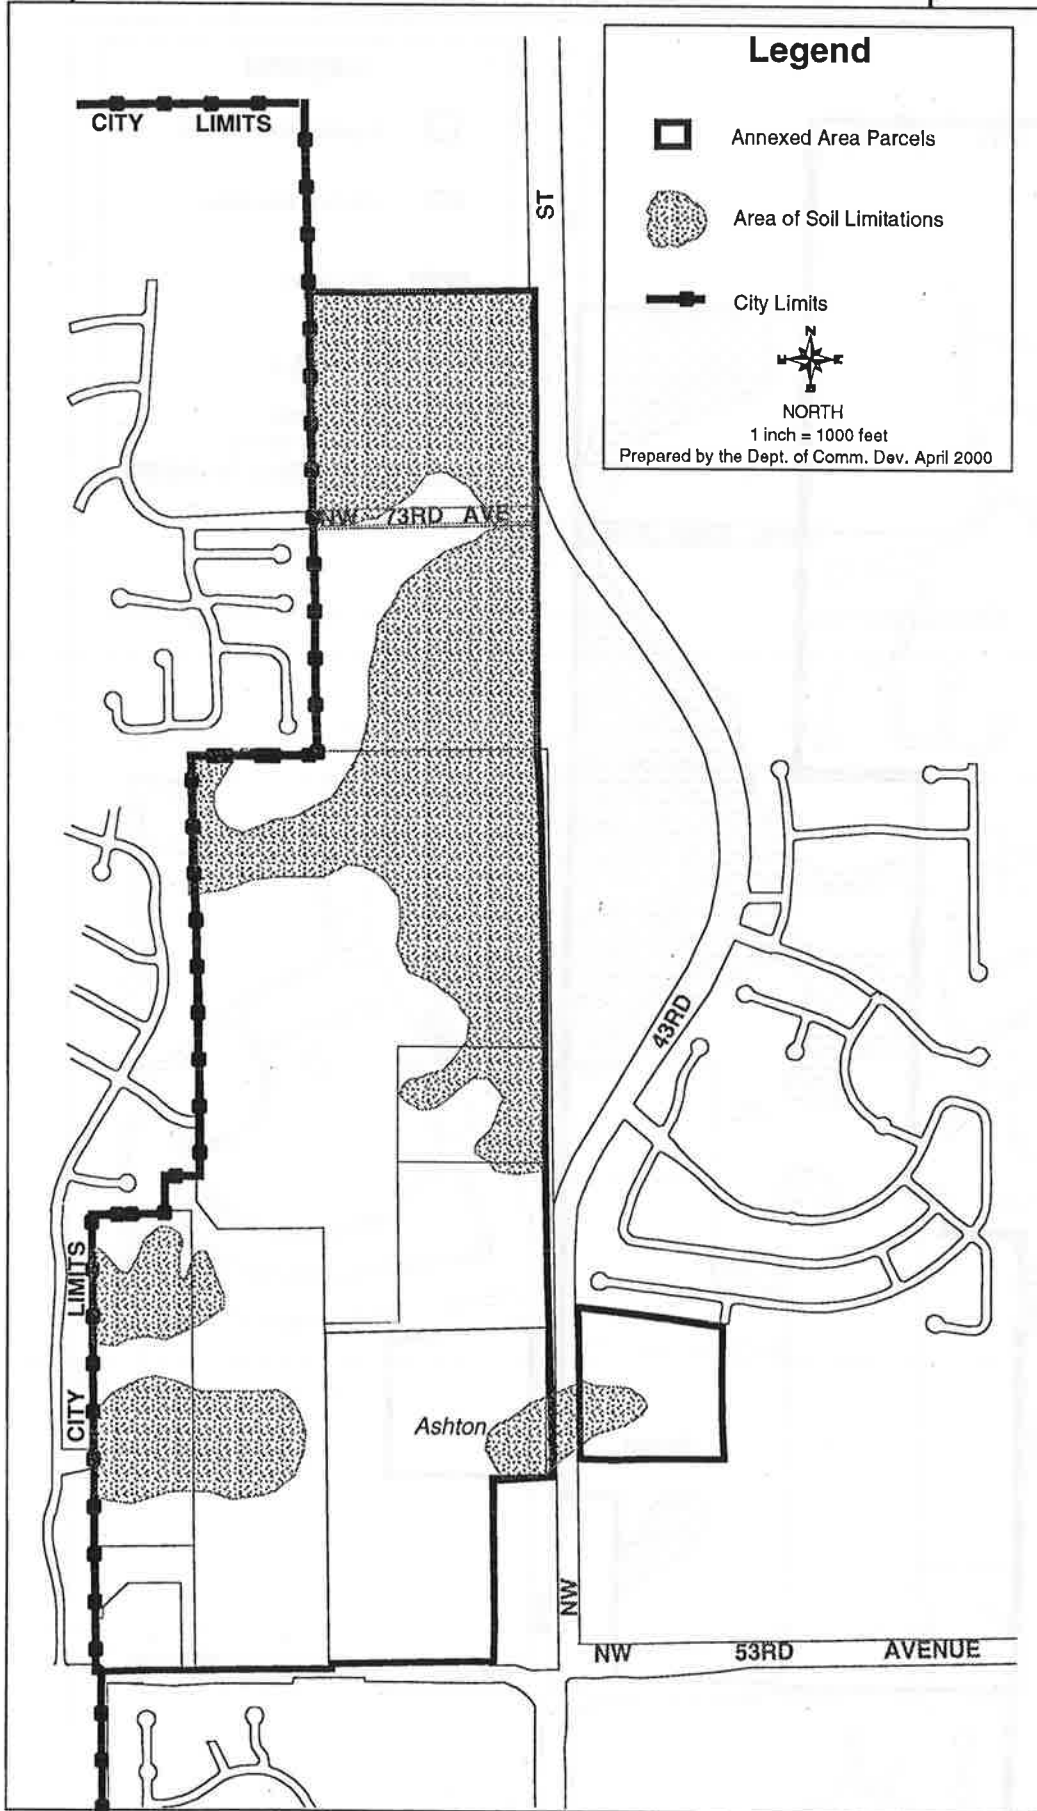 Legend
Annexed Area Parcels
Area of Soil Limitations
City Limits
N
NORTH
1 inch = 1000 feet
Prepared by the Dept. of Comm. Dev. April 2000
CITY LIMITS
ST
NW 73RD AVE
43RD
CITY LIMITS
Ashton
NW
NW 53RD AVENUE